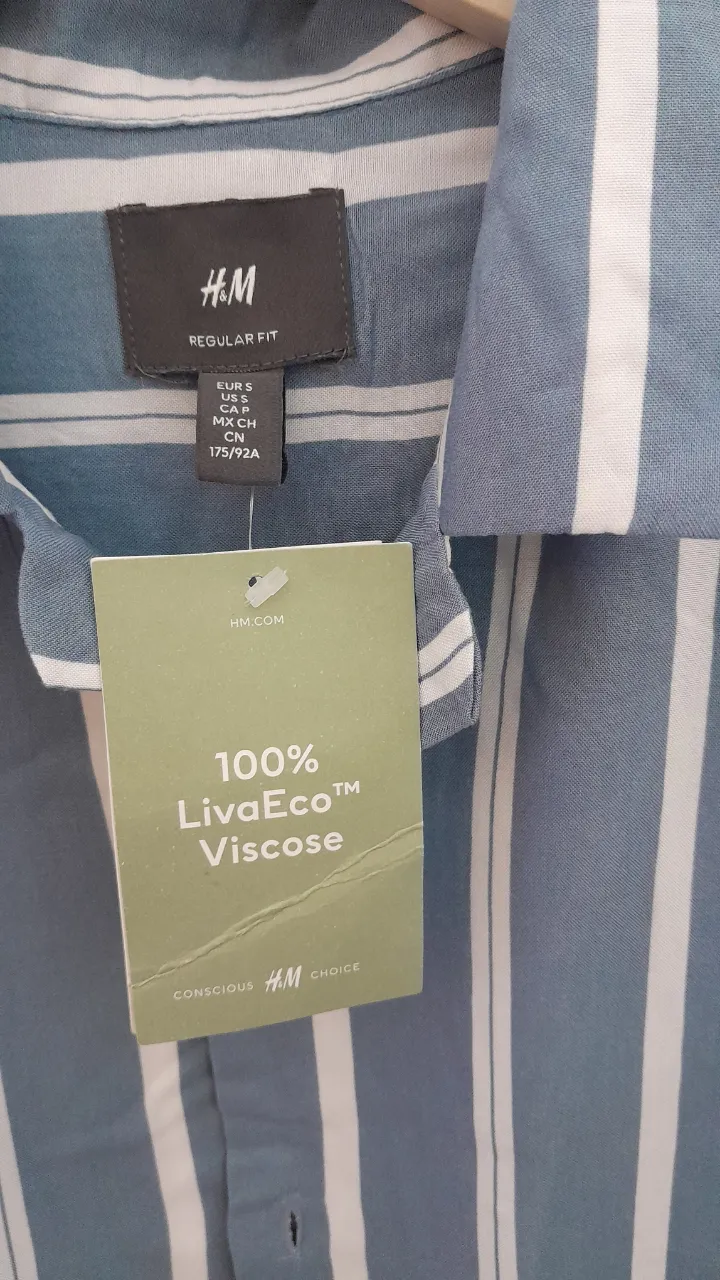 H&M
REGULAR FIT
EUR S
US S
CA P
MX CH
CN
175/92A
HM.COM
100%
LivaEco™
Viscose
CONSCIOUS H&M CHOICE